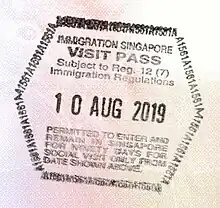 IMMIGRATION SINGAPORE
VISIT PASS
Subject to Reg. 12 (7)
Immigration Regulations
10 AUG 2019
PERMITTED TO ENTER AND
REMAIN IN SINGAPORE
FOR NINETY DAYS FOR
SOCIAL VISIT ONLY FROM
DATE SHOWN ABOVE.